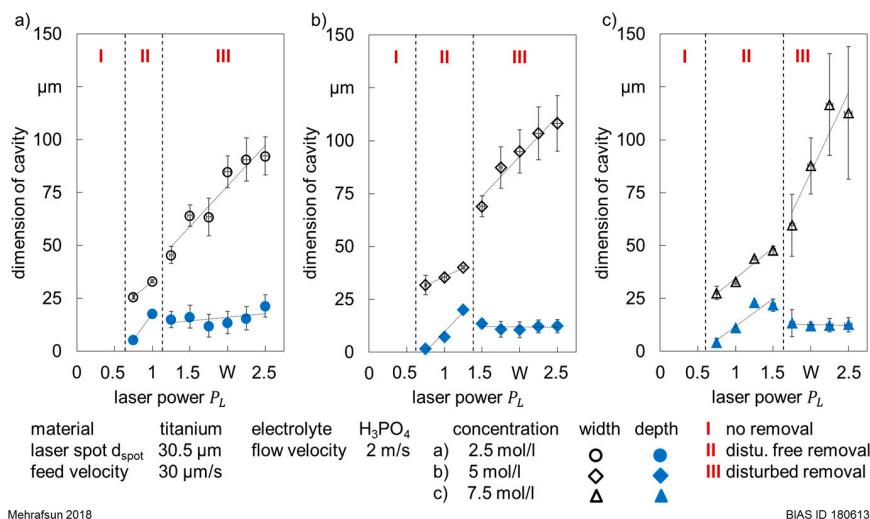 a)
150
125
µm
100
75
50
25
0
dimension of cavity
I
II
III
0
0.5
1
1.5
W
2.5
laser power P_L
b)
150
µm
100
75
50
25
0
dimension of cavity
I
II
III
0
0.5
1
1.5
W
2.5
laser power P_L
c)
150
µm
100
75
50
25
0
dimension of cavity
I
II
III
0
0.5
1
1.5
W
2.5
laser power P_L
material titanium electrolyte H₃PO₄ concentration width depth I no removal
laser spot d_spot 30.5 µm flow velocity 2 m/s a) 2.5 mol/l II distu. free removal
feed velocity 30 µm/s b) 5 mol/l III disturbed removal
c) 7.5 mol/l
Mehrafsun 2018 BIAS ID 180613